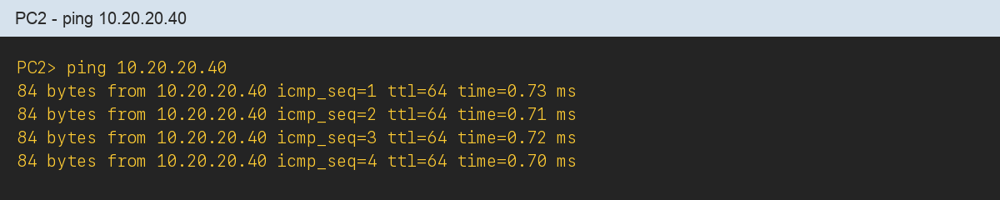 PC2 - ping 10.20.20.40
PC2> ping 10.20.20.40
84 bytes from 10.20.20.40 icmp_seq=1 ttl=64 time=0.73 ms
84 bytes from 10.20.20.40 icmp_seq=2 ttl=64 time=0.71 ms
84 bytes from 10.20.20.40 icmp_seq=3 ttl=64 time=0.72 ms
84 bytes from 10.20.20.40 icmp_seq=4 ttl=64 time=0.70 ms